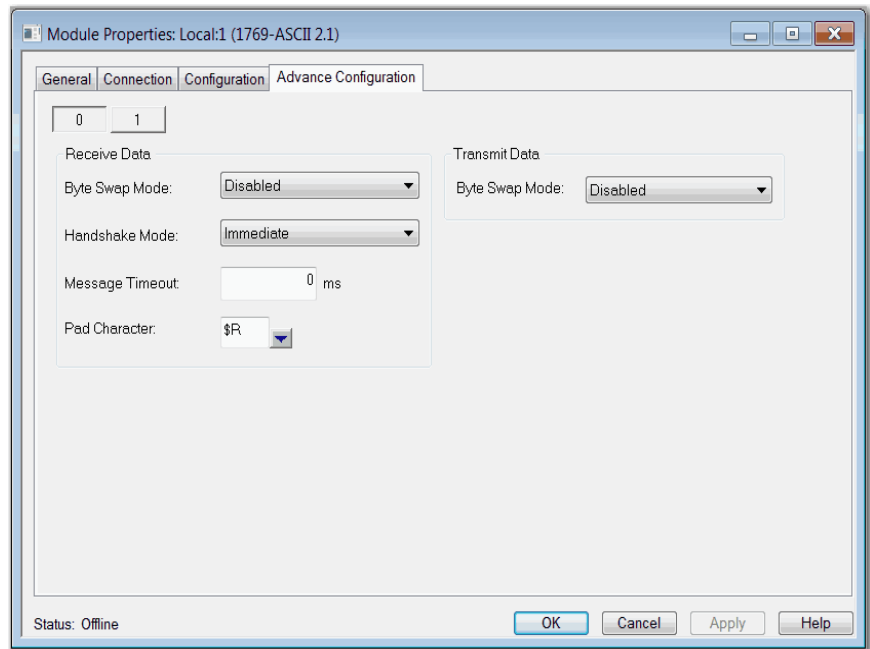 Module Properties: Local:1 (1769-ASCII 2.1)
General Connection Configuration Advance Configuration
0 1
Receive Data
Byte Swap Mode: Disabled
Handshake Mode: Immediate
Message Timeout: 0 ms
Pad Character: $R
Transmit Data
Byte Swap Mode: Disabled
Status: Offline
OK Cancel Apply Help